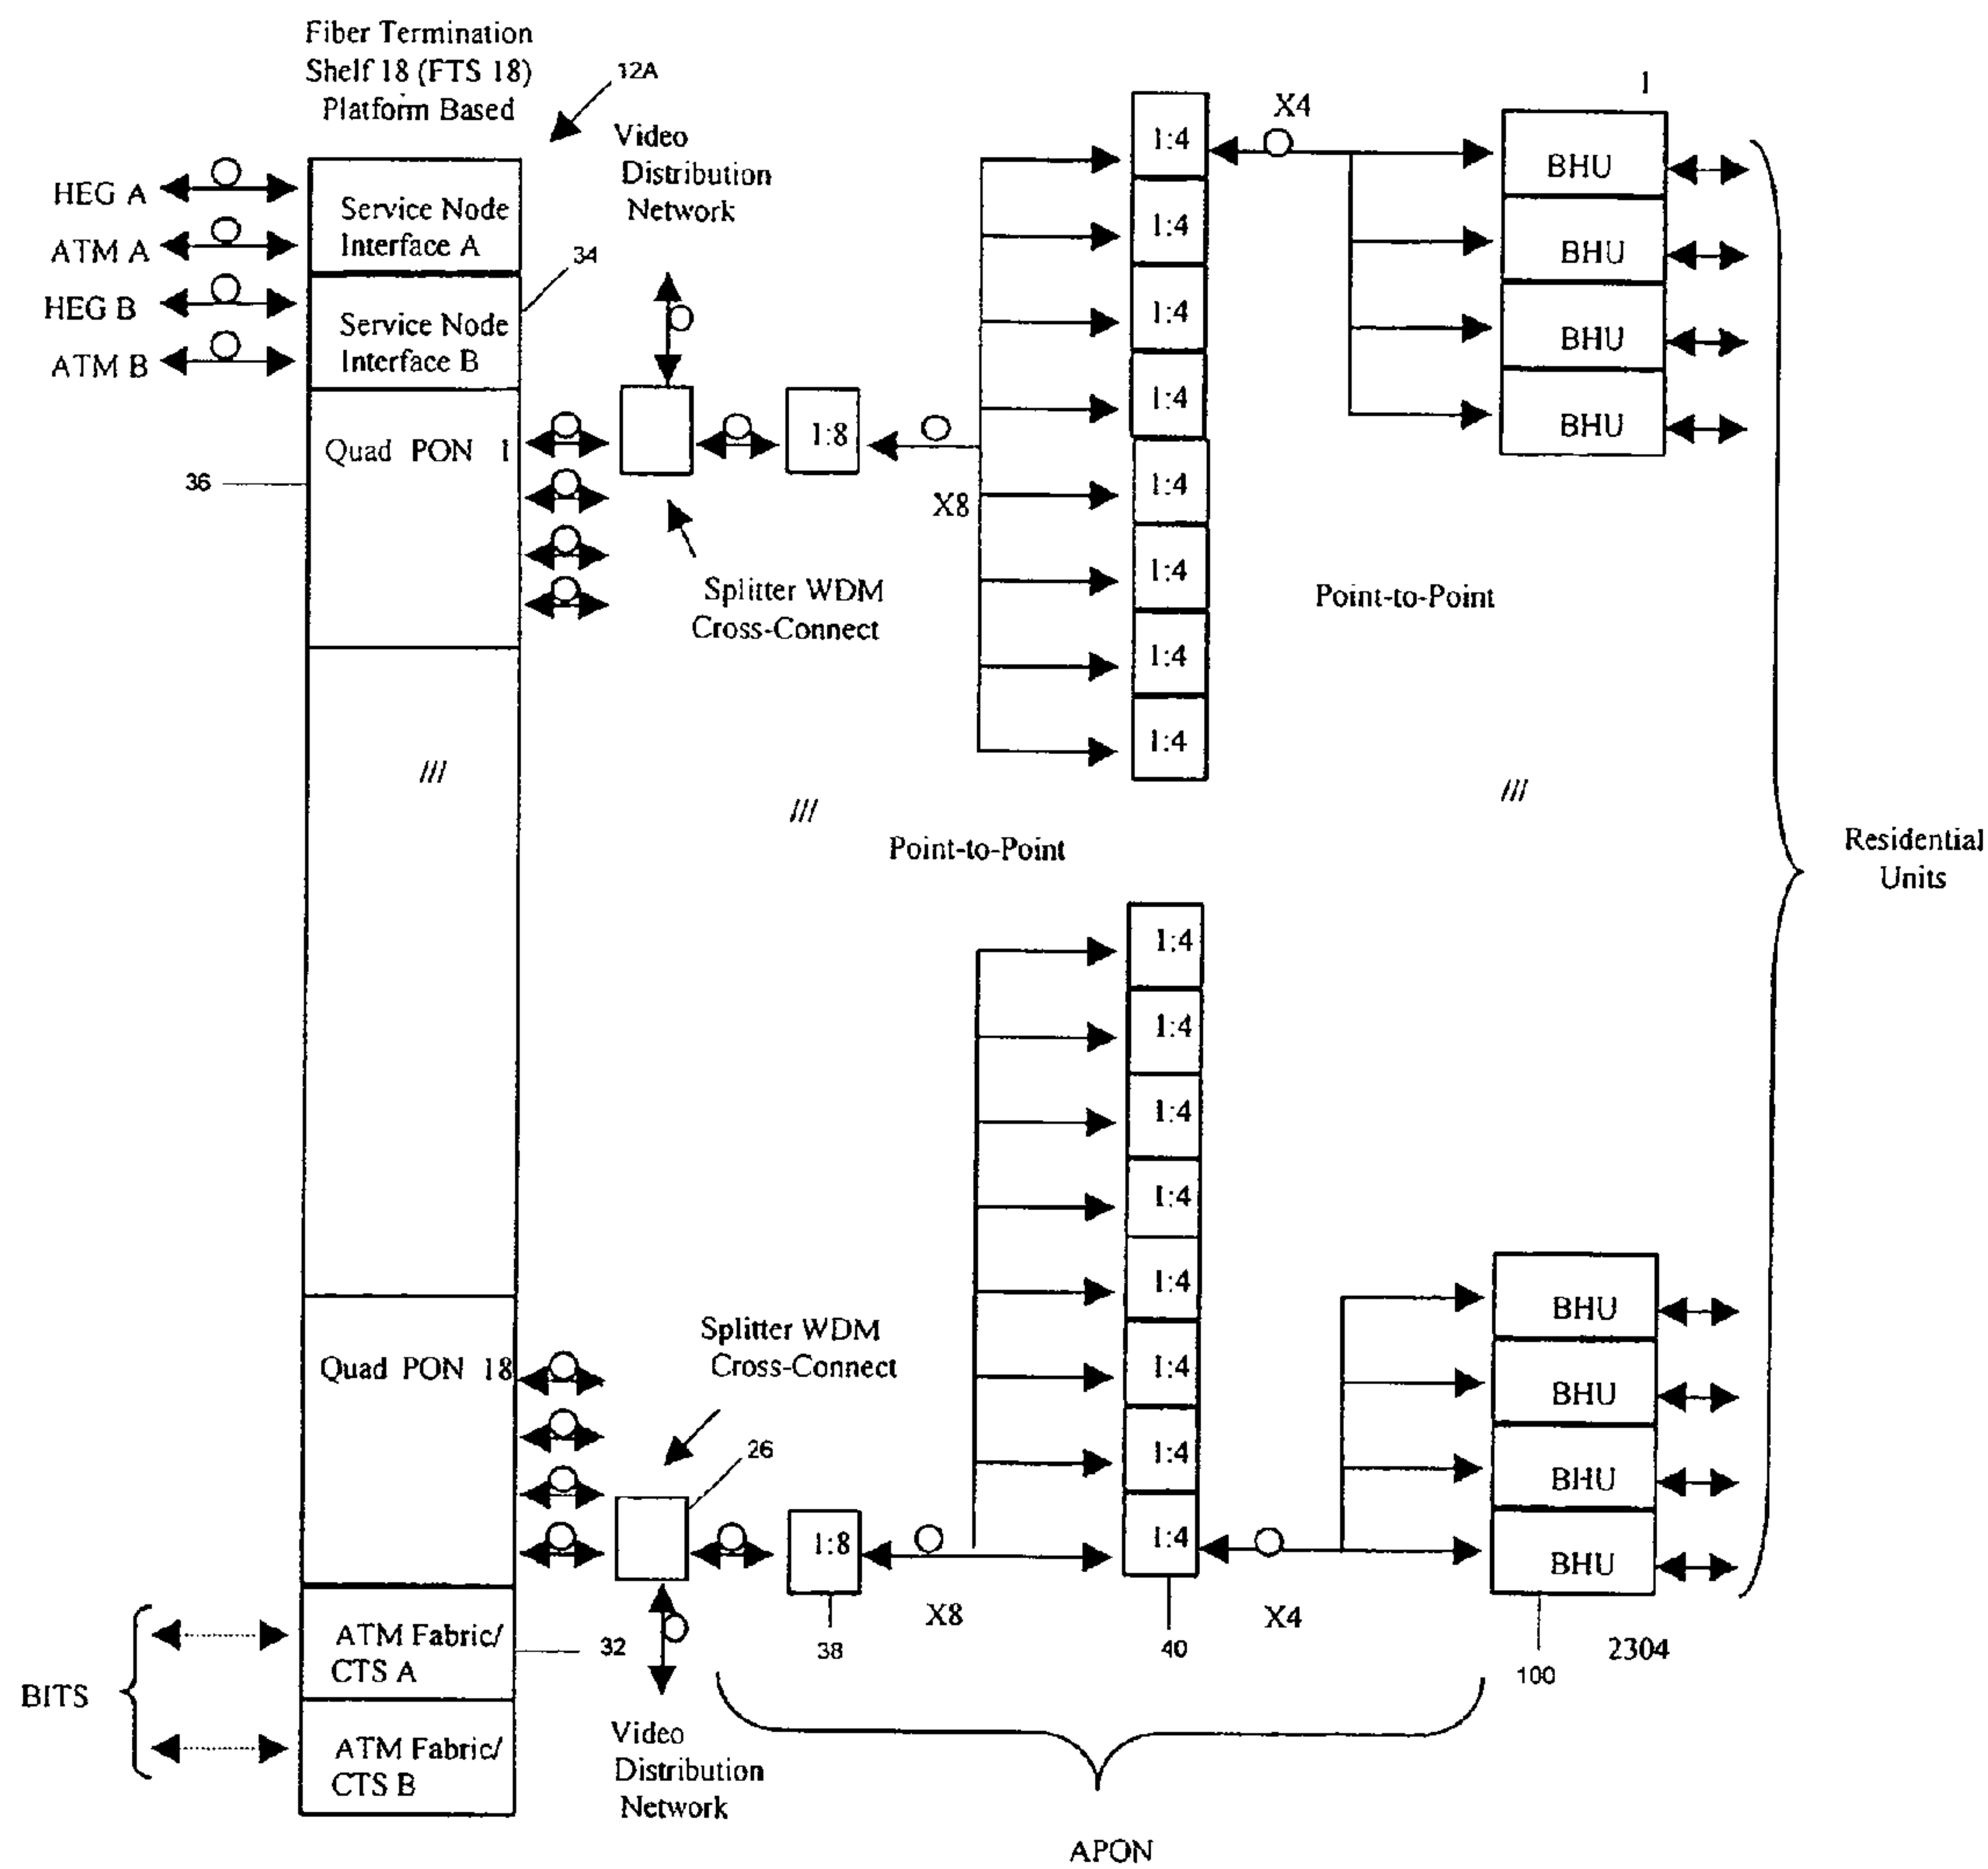 Fiber Termination
Shelf 18 (FTS 18)
Platform Based
12A
Video
Distribution
Network
HEG A
ATM A
HEG B
ATM B
Service Node
Interface A
34
Service Node
Interface B
Quad PON 1
36
1:8
X8
Splitter WDM
Cross-Connect
1:4
1:4
1:4
1:4
1:4
1:4
1:4
1:4
X4
1
BHU
BHU
BHU
BHU
Point-to-Point
///
///
///
Point-to-Point
Residential
Units
1:4
1:4
1:4
1:4
1:4
1:4
1:4
1:4
Quad PON 18
Splitter WDM
Cross-Connect
26
1:8
38
X8
40
X4
BHU
BHU
BHU
BHU
100
2304
BITS
ATM Fabric/
CTS A
32
ATM Fabric/
CTS B
Video
Distribution
Network
APON